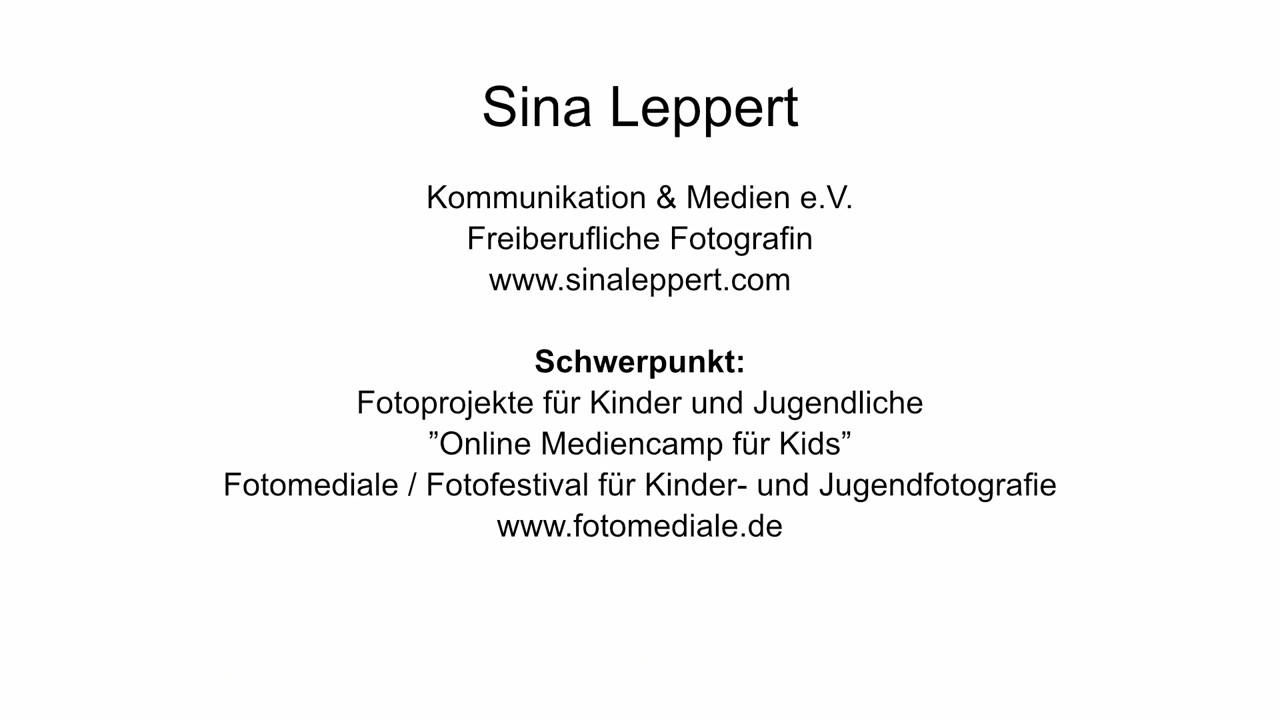 Sina Leppert
Kommunikation & Medien e.V.
Freiberufliche Fotografin
www.sinaleppert.com
Schwerpunkt:
Fotoprojekte für Kinder und Jugendliche
”Online Mediencamp für Kids”
Fotomediale / Fotofestival für Kinder- und Jugendfotografie
www.fotomediale.de